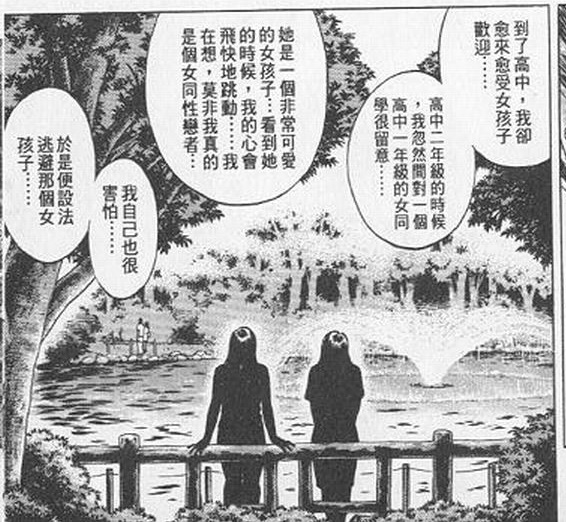 到了高中，我卻
愈來愈受女孩子
歡迎……
高中二年級的時候
，我忽然間對一個
高中一年級的女同
學很留意……
她是一個非常可愛
的女孩子…看到她
的時候，我的心會
飛快地跳動……我
在想，莫非我真的
是個女同性戀者…
我自己也很
害怕……
於是便設法
逃避那個女
孩子……